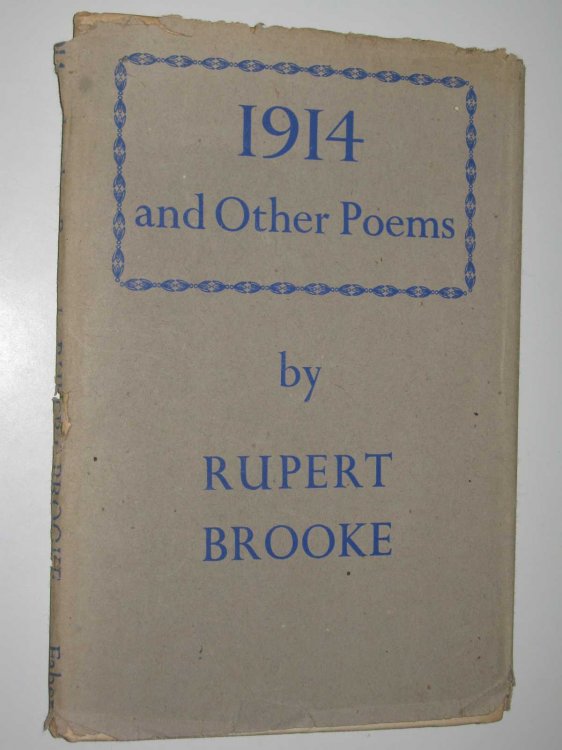 1914
and Other Poems
by
RUPERT
BROOKE